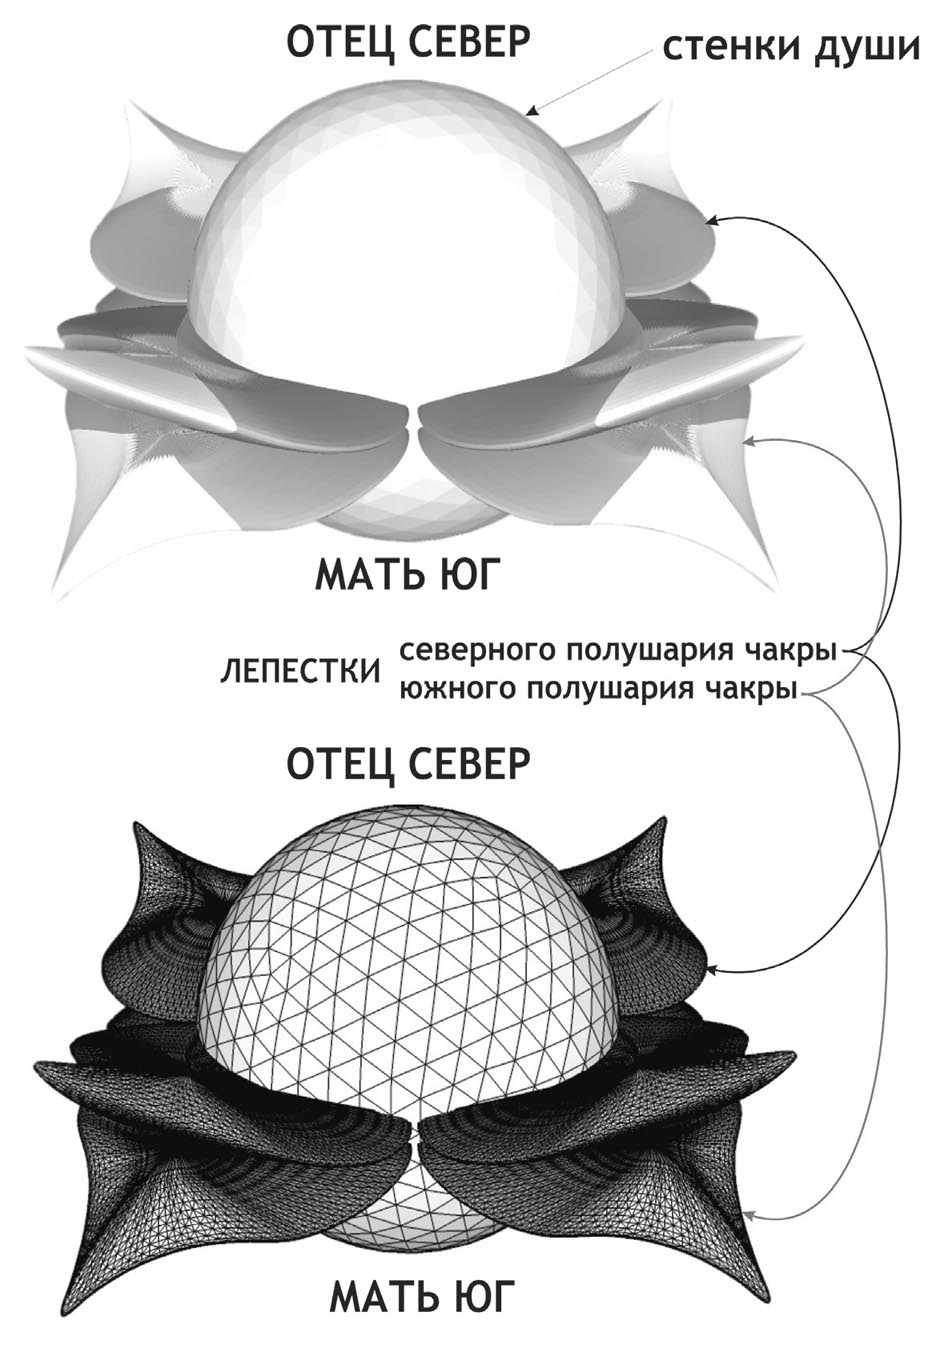 ОТЕЦ СЕВЕР
стенки души
МАТЬ ЮГ
ЛЕПЕСТКИ
северного полушария чакры
южного полушария чакры
ОТЕЦ СЕВЕР
МАТЬ ЮГ